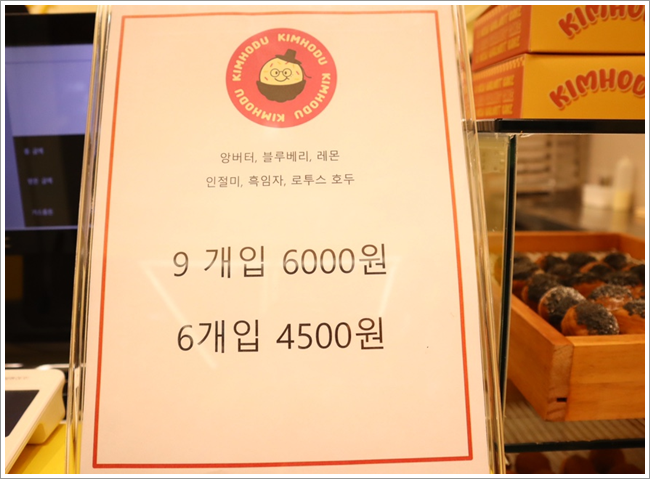 KIMHODU KIMHODU KIMHODU KIMHODU
앙버터, 블루베리, 레몬
인절미, 흑임자, 로투스 호두
9 개입 6000원
6개입 4500원
KIMHODU
KIMHODU